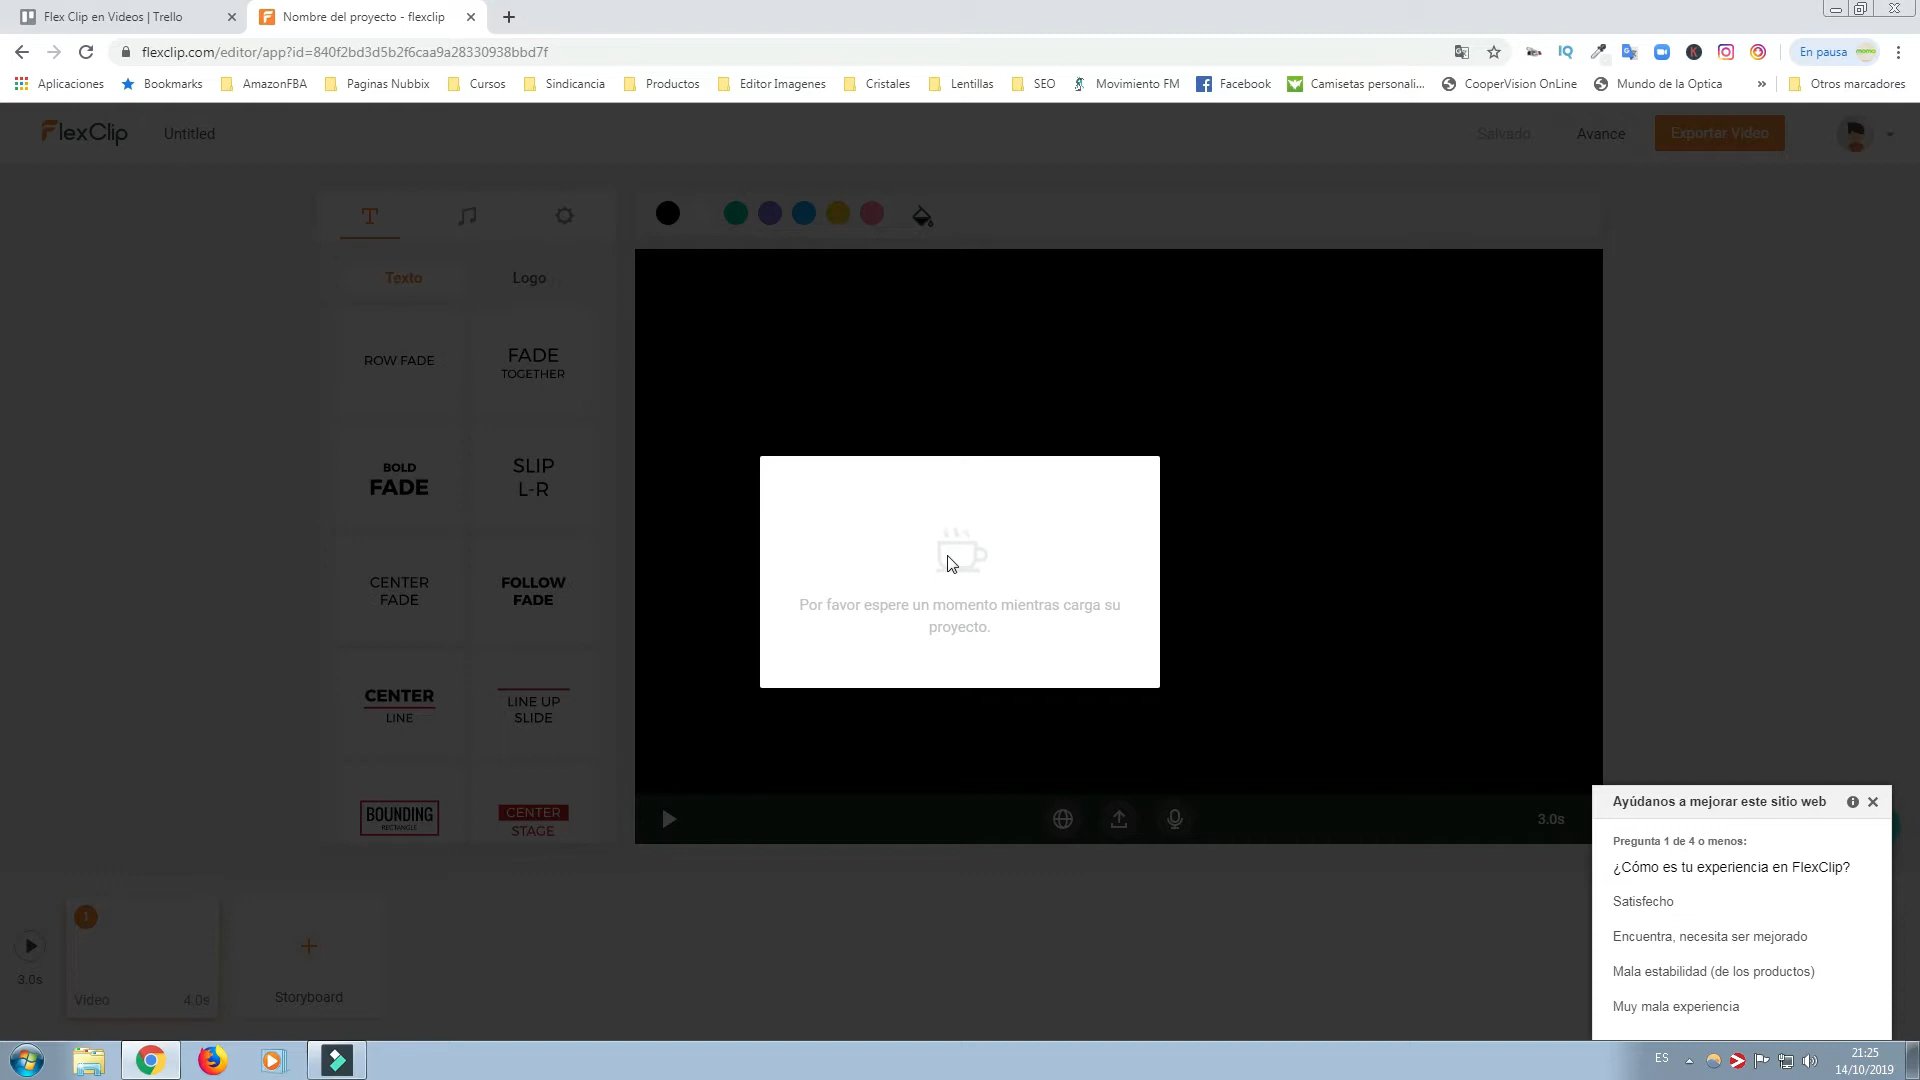 Flex Clip en Videos | Trello
Nombre del proyecto - flexclip
flexclip.com/editor/app?id=840f2bd3d5b2f6caa9a28330938bbd7f
En pausa
Aplicaciones
Bookmarks
AmazonFBA
Paginas Nubbix
Cursos
Sindicancia
Productos
Editor Imagenes
Cristales
Lentillas
SEO
Movimiento FM
Facebook
Camisetas personali...
CooperVision OnLine
Mundo de la Optica
»
Otros marcadores
FlexClip
Untitled
Salvado
Avance
Exportar Video
Texto
Logo
ROW FADE
FADE
TOGETHER
BOLD
FADE
SLIP
L-R
CENTER
FADE
FOLLOW
FADE
CENTER
LINE
LINE UP
SLIDE
BOUNDING
RECTANGLE
CENTER
STAGE
Por favor espere un momento mientras carga su
proyecto.
3.0s
Ayúdanos a mejorar este sitio web
Pregunta 1 de 4 o menos:
¿Cómo es tu experiencia en FlexClip?
Satisfecho
Encuentra, necesita ser mejorado
Mala estabilidad (de los productos)
Muy mala experiencia
1
3.0s
Video
4.0s
Storyboard
ES
21:25
14/10/2019